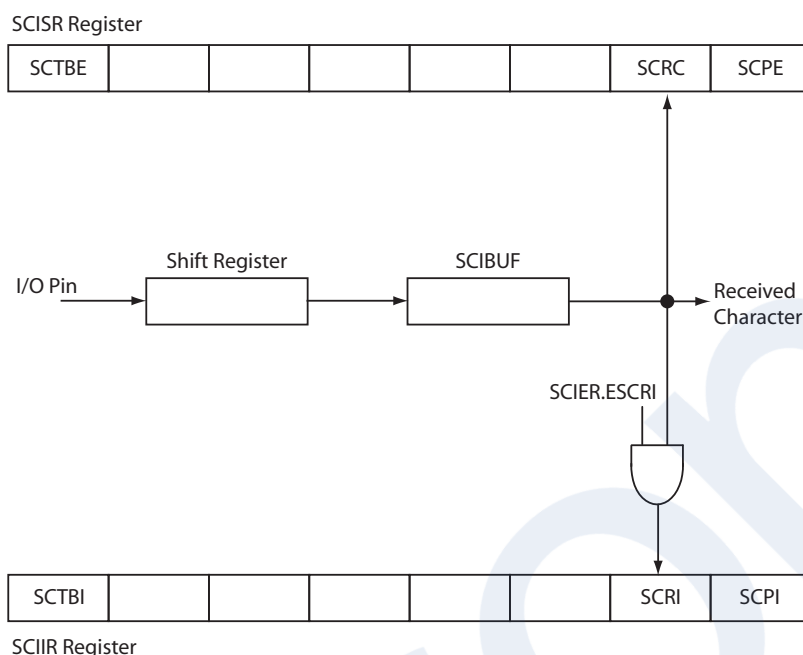 SCISR Register
SCTBE SCRC SCPE
Shift Register SCIBUF
I/O Pin
Received
Character
SCIER.ESCRI
SCTBI SCRI SCPI
SCIIR Register